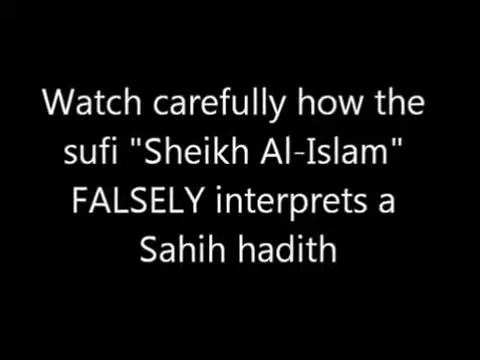 Watch carefully how the
sufi "Sheikh Al-Islam"
FALSELY interprets a
Sahih hadith